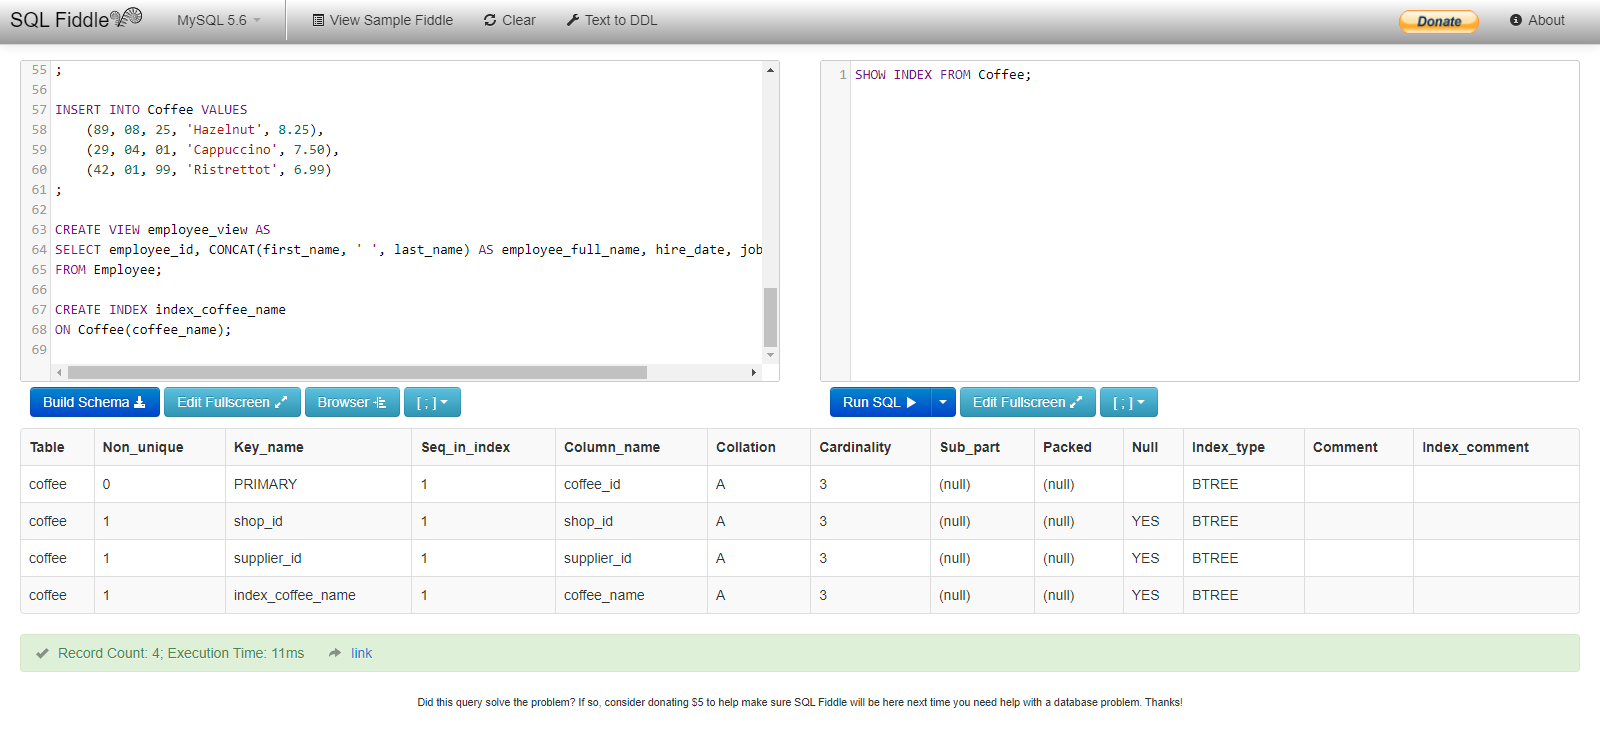 SQL Fiddle MySQL 5.6 View Sample Fiddle Clear Text to DDL Donate About
55 ;
56
57 INSERT INTO Coffee VALUES
58 (89, 08, 25, 'Hazelnut', 8.25),
59 (29, 04, 01, 'Cappuccino', 7.50),
60 (42, 01, 99, 'Ristrettot', 6.99)
61 ;
62
63 CREATE VIEW employee_view AS
64 SELECT employee_id, CONCAT(first_name, ' ', last_name) AS employee_full_name, hire_date, job
65 FROM Employee;
66
67 CREATE INDEX index_coffee_name
68 ON Coffee(coffee_name);
69
1 SHOW INDEX FROM Coffee;
Build Schema Edit Fullscreen Browser [ ; ]
Run SQL Edit Fullscreen [ ; ]
Table Non_unique Key_name Seq_in_index Column_name Collation Cardinality Sub_part Packed Null Index_type Comment Index_comment
coffee 0 PRIMARY 1 coffee_id A 3 (null) (null) BTREE
coffee 1 shop_id 1 shop_id A 3 (null) (null) YES BTREE
coffee 1 supplier_id 1 supplier_id A 3 (null) (null) YES BTREE
coffee 1 index_coffee_name 1 coffee_name A 3 (null) (null) YES BTREE
Record Count: 4; Execution Time: 11ms link
Did this query solve the problem? If so, consider donating $5 to help make sure SQL Fiddle will be here next time you need help with a database problem. Thanks!